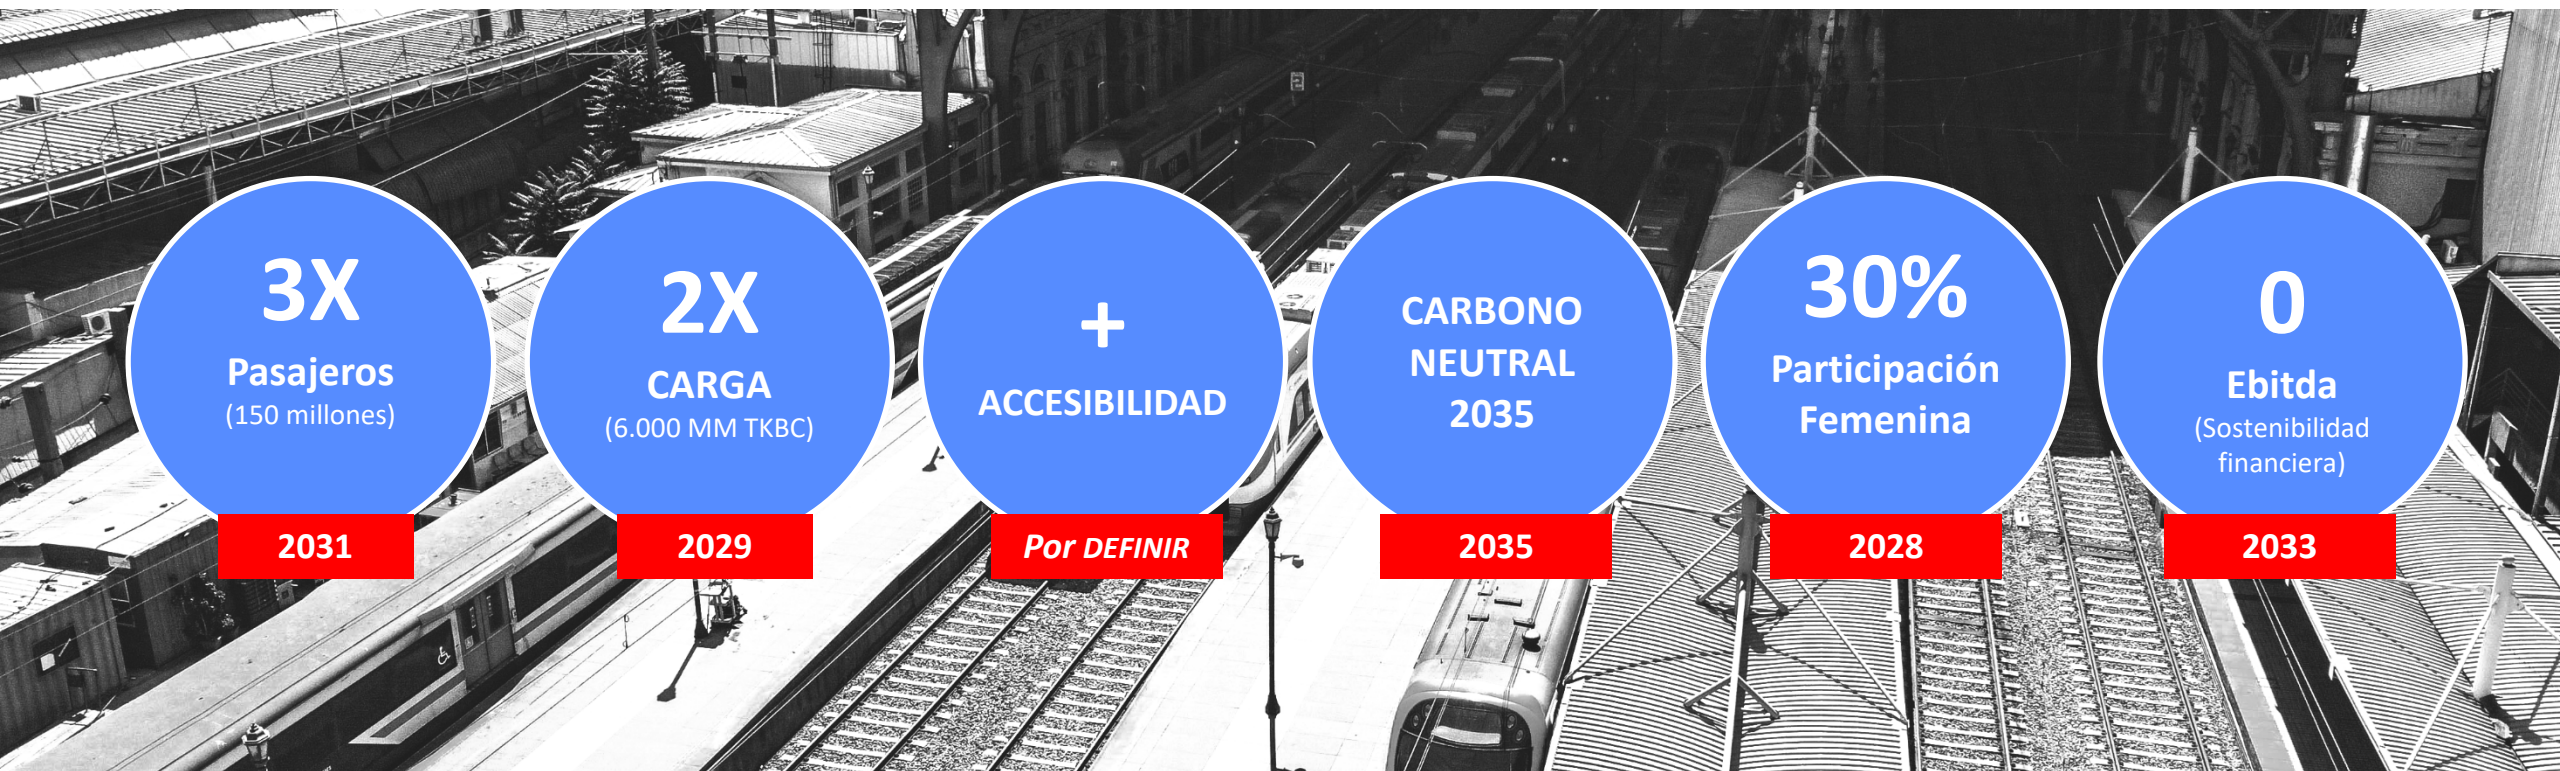 3X
Pasajeros
(150 millones)
2031
2X
CARGA
(6.000 MM TKBC)
2029
+
ACCESIBILIDAD
Por DEFINIR
CARBONO
NEUTRAL
2035
2035
30%
Participación
Femenina
2028
0
Ebitda
(Sostenibilidad
financiera)
2033